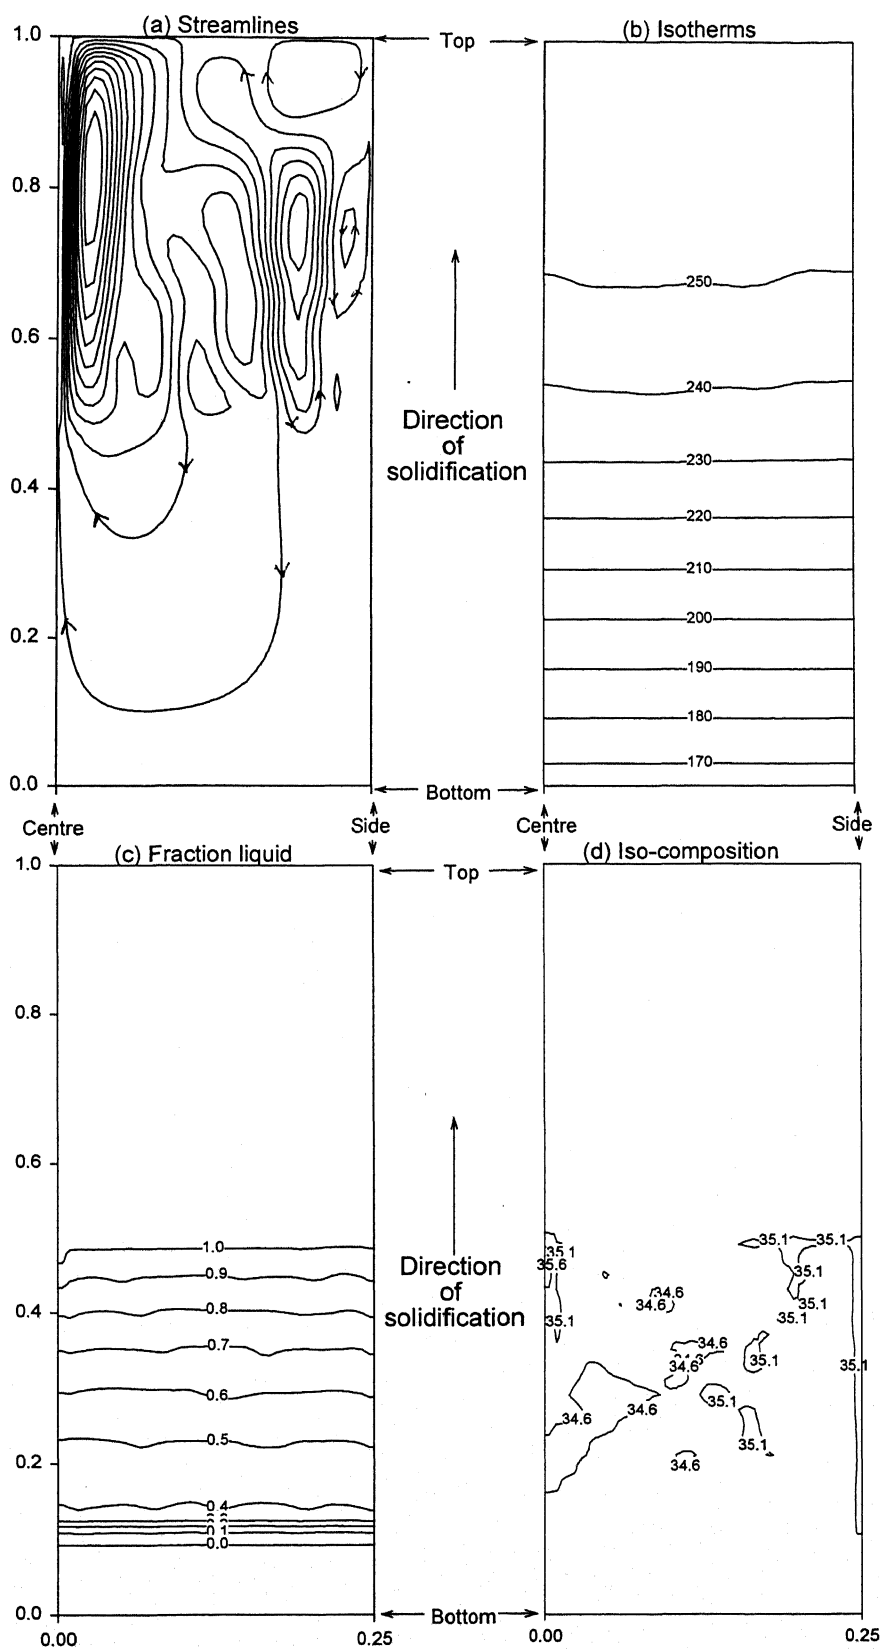 (a) Streamlines
(b) Isotherms
1.0
Top
0.8
250
0.6
240
Direction
of
solidification
230
0.4
220
210
200
0.2
190
180
170
0.0
Bottom
Centre
Side
Centre
Side
(c) Fraction liquid
(d) Iso-composition
1.0
Top
0.8
0.6
1.0
0.9
0.8
0.7
0.6
0.5
0.4
0.1
0.0
Direction
of
solidification
35.1
35.6
35.1
35.1
35.1
35.1
35.1
35.1
34.6
34.6
34.6
34.6
35.1
35.1
35.1
34.6
34.6
35.1
34.6
0.4
0.2
0.0
Bottom
0.00
0.25
0.00
0.25